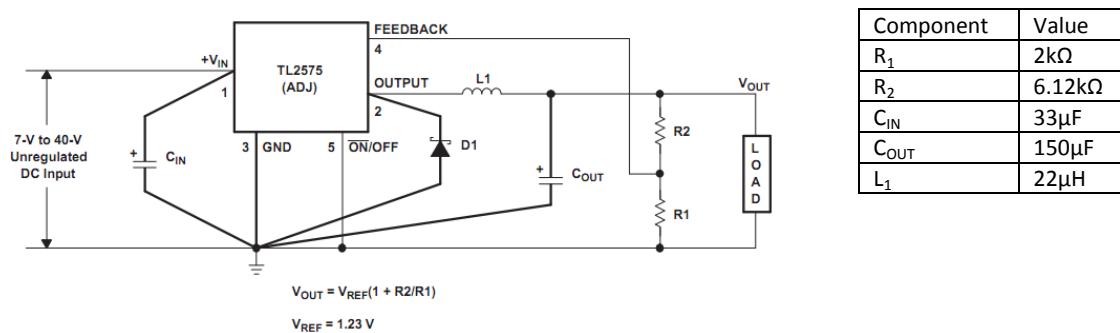 FEEDBACK
4
+VIN
1
TL2575
(ADJ)
OUTPUT
2
L1
VOUT
7-V to 40-V
Unregulated
DC Input
+
CIN
3 GND
5 ON/OFF
D1
+
COUT
R2
R1
LOAD
VOUT = VREF(1 + R2/R1)
VREF = 1.23 V
Component Value
R1 2kΩ
R2 6.12kΩ
CIN 33µF
COUT 150µF
L1 22µH